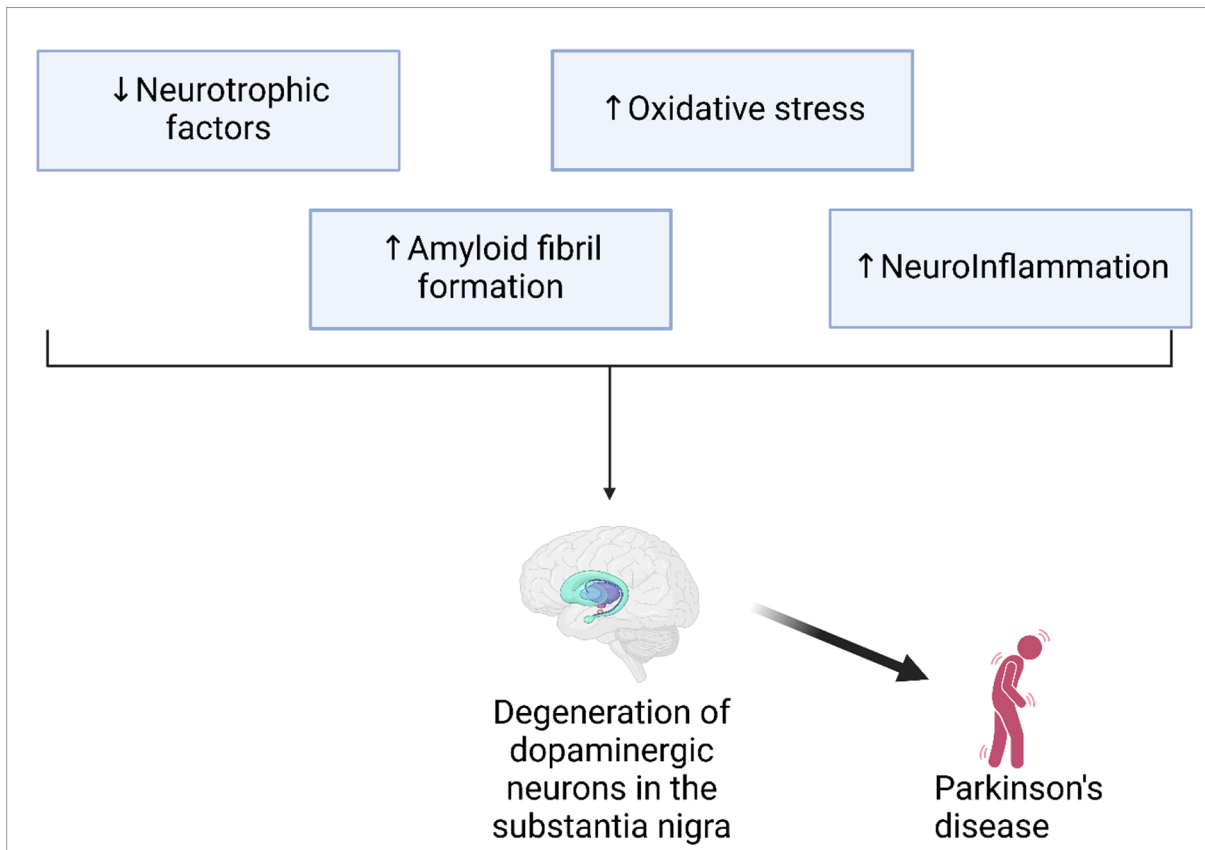 ↓Neurotrophic
factors
↑Oxidative stress
↑Amyloid fibril
formation
↑NeuroInflammation
Degeneration of
dopaminergic
neurons in the
substantia nigra
Parkinson's
disease